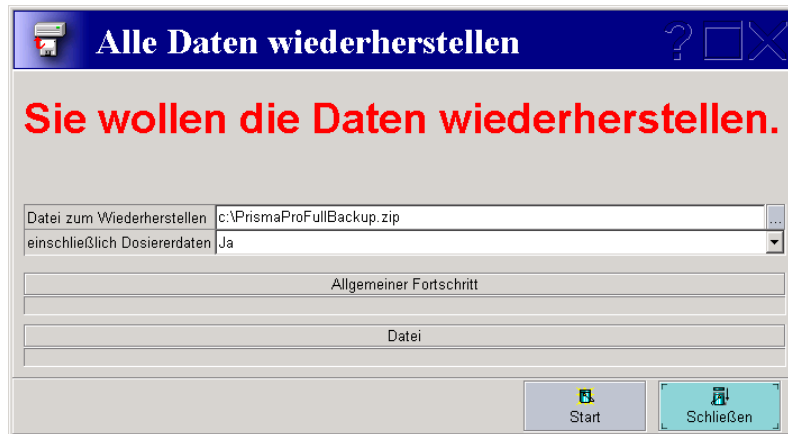 Alle Daten wiederherstellen
Sie wollen die Daten wiederherstellen.
Datei zum Wiederherstellen c:\PrismaProFullBackup.zip ...
einschließlich Dosiererdaten Ja
Allgemeiner Fortschritt
Datei
Start Schließen